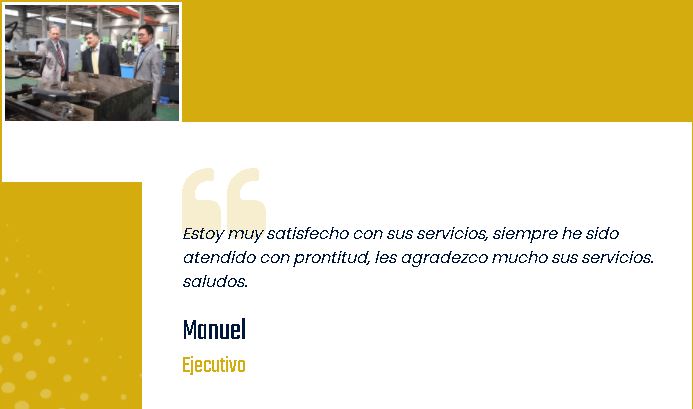 Estoy muy satisfecho con sus servicios, siempre he sido
atendido con prontitud, les agradezco mucho sus servicios.
saludos.
Manuel
Ejecutivo